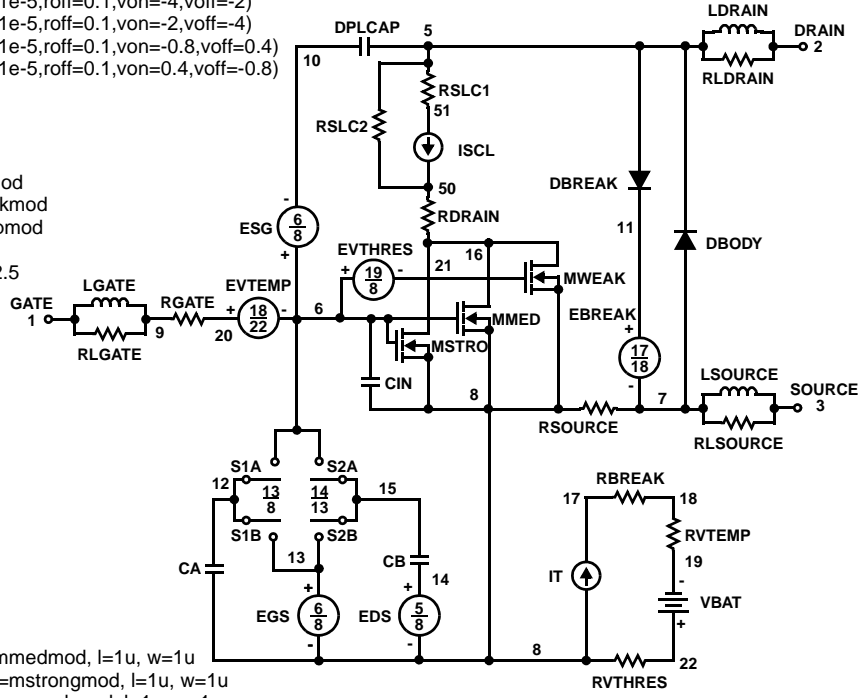 1e-5,roff=0.1,von=-4,voff=-2)
1e-5,roff=0.1,von=-2,voff=-4)
1e-5,roff=0.1,von=-0.8,voff=0.4)
1e-5,roff=0.1,von=0.4,voff=-0.8)
LDRAIN
DPLCAP
5
DRAIN
2
10
RLDRAIN
RSLC1
51
RSLC2
ISCL
50
RDRAIN
DBREAK
11
DBODY
od
kmod
omod
2.5
-
ESG
6
8
+
EVTHRES
+
19
8
-
21
16
MWEAK
LGATE
GATE
1
RLGATE
9
RGATE
20
EVTEMP
+
18
22
-
6
MMED
MSTRO
EBREAK
+
17
18
-
CIN
8
RSOURCE
7
LSOURCE
SOURCE
3
RLSOURCE
S1A
S2A
12
13
8
14
13
15
S1B
S2B
13
CA
CB
14
+
EGS
6
8
-
+
EDS
5
8
-
RBREAK
17
18
RVTEMP
19
IT
-
VBAT
+
8
22
RVTHRES
mmedmod, l=1u, w=1u
=mstrongmod, l=1u, w=1u